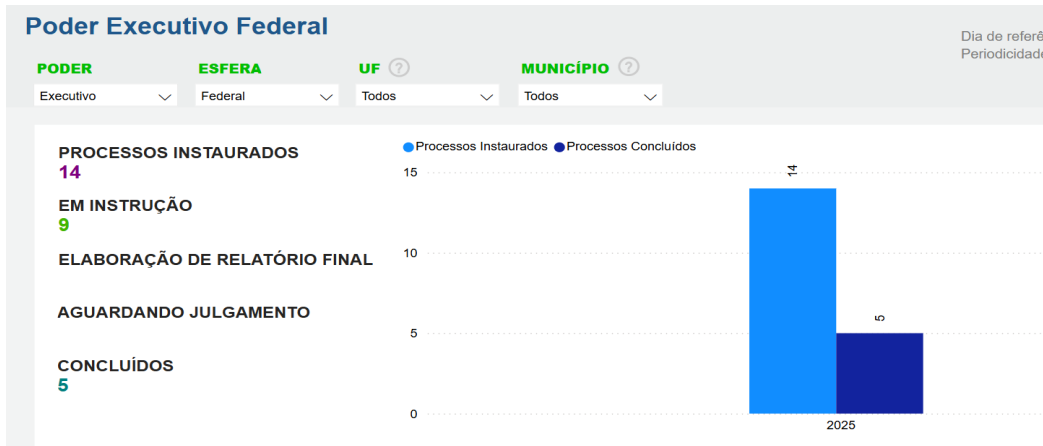 Poder Executivo Federal
Dia de referê
Periodicidade
PODER ESFERA UF ? MUNICÍPIO ?
Executivo Federal Todos Todos
PROCESSOS INSTAURADOS
14
EM INSTRUÇÃO
9
ELABORAÇÃO DE RELATÓRIO FINAL
AGUARDANDO JULGAMENTO
CONCLUÍDOS
5
Processos Instaurados Processos Concluídos
15
14
10
5
5
0
2025